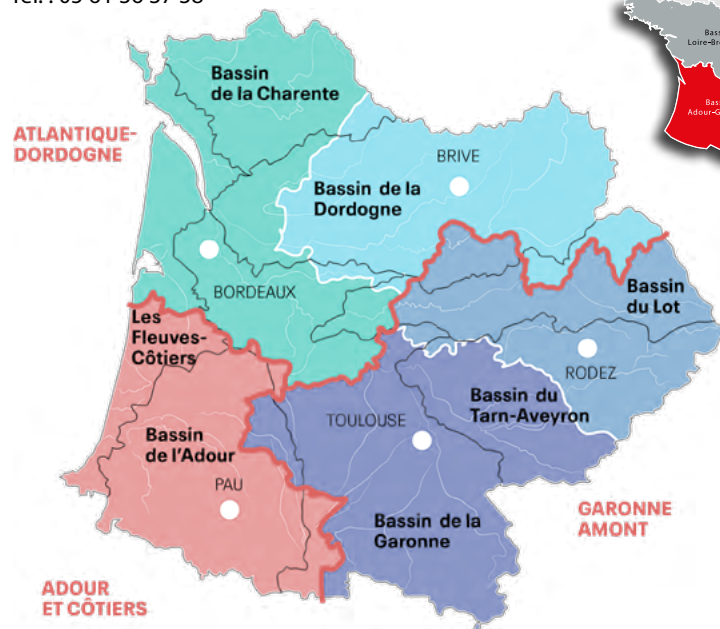 Bassin
de la Charente
ATLANTIQUE-
DORDOGNE
Bassin de la
Dordogne
BRIVE
BORDEAUX
Bassin
du Lot
Les
Fleuves-
Côtiers
RODEZ
Bassin du
Tarn-Aveyron
TOULOUSE
Bassin
de l'Adour
PAU
GARONNE
AMONT
Bassin de la
Garonne
ADOUR
ET CÔTIERS